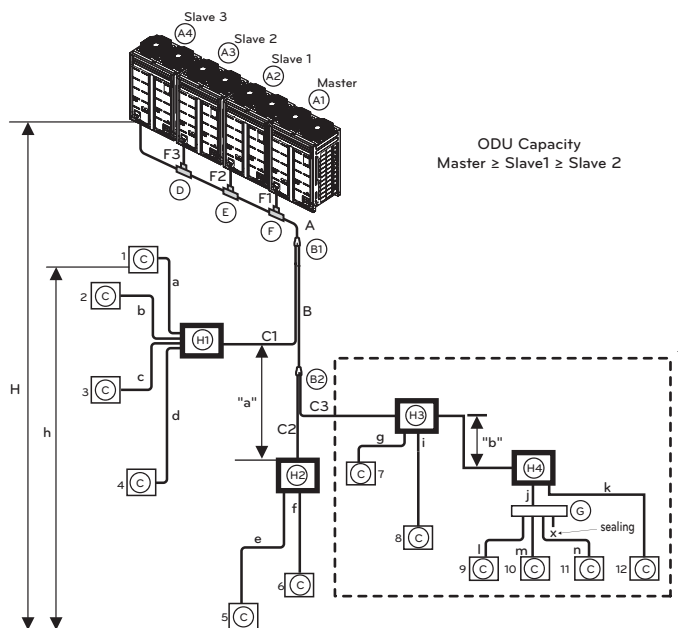 Slave 3
A4
Slave 2
A3
Slave 1
A2
Master
A1
ODU Capacity
Master ≥ Slave1 ≥ Slave 2
F3
F2
F1
D
E
F
A
B1
1 C
a
2 C
b
B
H1
C1
3 C
c
d
H
h
"a"
B2
C3
H3
C2
"b"
g
i
C 7
4 C
H2
H4
k
j
G
f
e
x
sealing
8 C
l
m
n
9 C
10 C
11 C
12 C
6 C
5 C